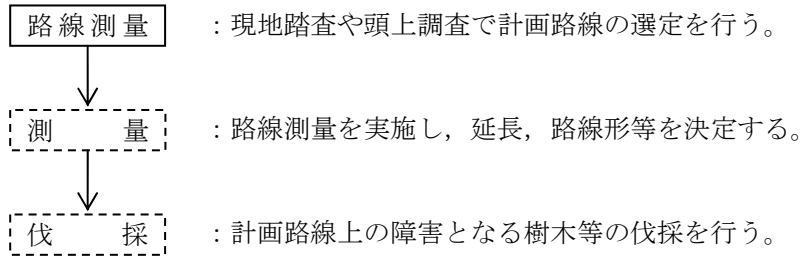 路線測量 ：現地踏査や頭上調査で計画路線の選定を行う。
測量 ：路線測量を実施し，延長，路線形等を決定する。
伐採 ：計画路線上の障害となる樹木等の伐採を行う。